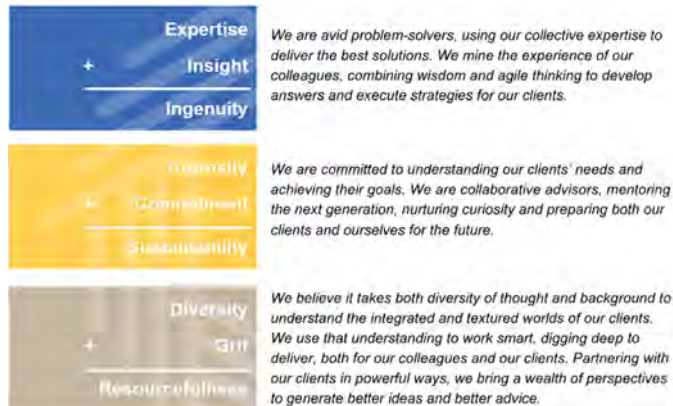 Expertise
+ Insight
Ingenuity
We are avid problem-solvers, using our collective expertise to
deliver the best solutions. We mine the experience of our
colleagues, combining wisdom and agile thinking to develop
answers and execute strategies for our clients.
Curiosity
+ Commitment
Sustainability
We are committed to understanding our clients' needs and
achieving their goals. We are collaborative advisors, mentoring
the next generation, nurturing curiosity and preparing both our
clients and ourselves for the future.
Diversity
+ Grit
Resourcefulness
We believe it takes both diversity of thought and background to
understand the integrated and textured worlds of our clients.
We use that understanding to work smart, digging deep to
deliver, both for our colleagues and our clients. Partnering with
our clients in powerful ways, we bring a wealth of perspectives
to generate better ideas and better advice.